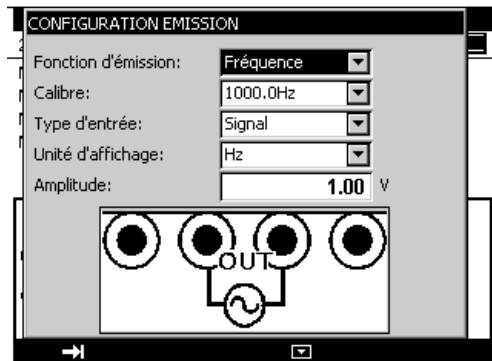 CONFIGURATION EMISSION
Fonction d'émission: Fréquence
Calibre: 1000.0Hz
Type d'entrée: Signal
Unité d'affichage: Hz
Amplitude: 1.00 V
OUT